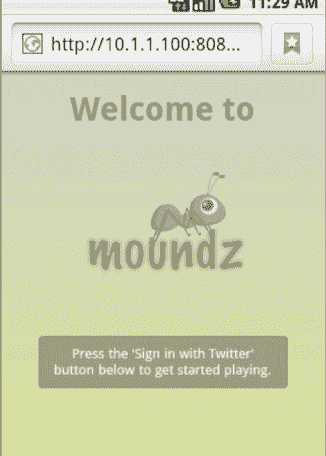 11:29 AM
http://10.1.1.100:808...
Welcome to
moundz
Press the 'Sign in with Twitter'
button below to get started playing.